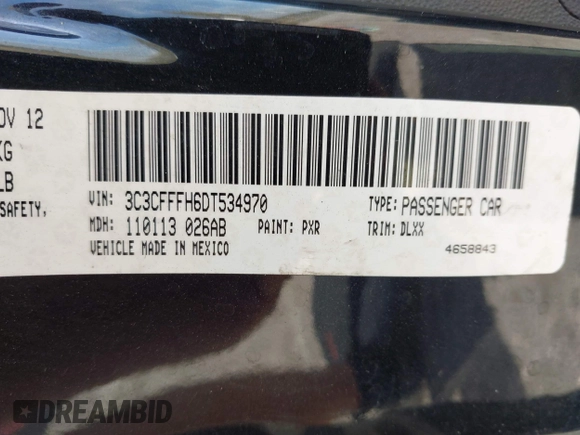 OV 12
KG
LB
SAFETY,
VIN: 3C3CFFFH6DT534970
TYPE: PASSENGER CAR
MDH: 110113 026AB
PAINT: PXR
TRIM: DLXX
VEHICLE MADE IN MEXICO
4658843
DREAMBID